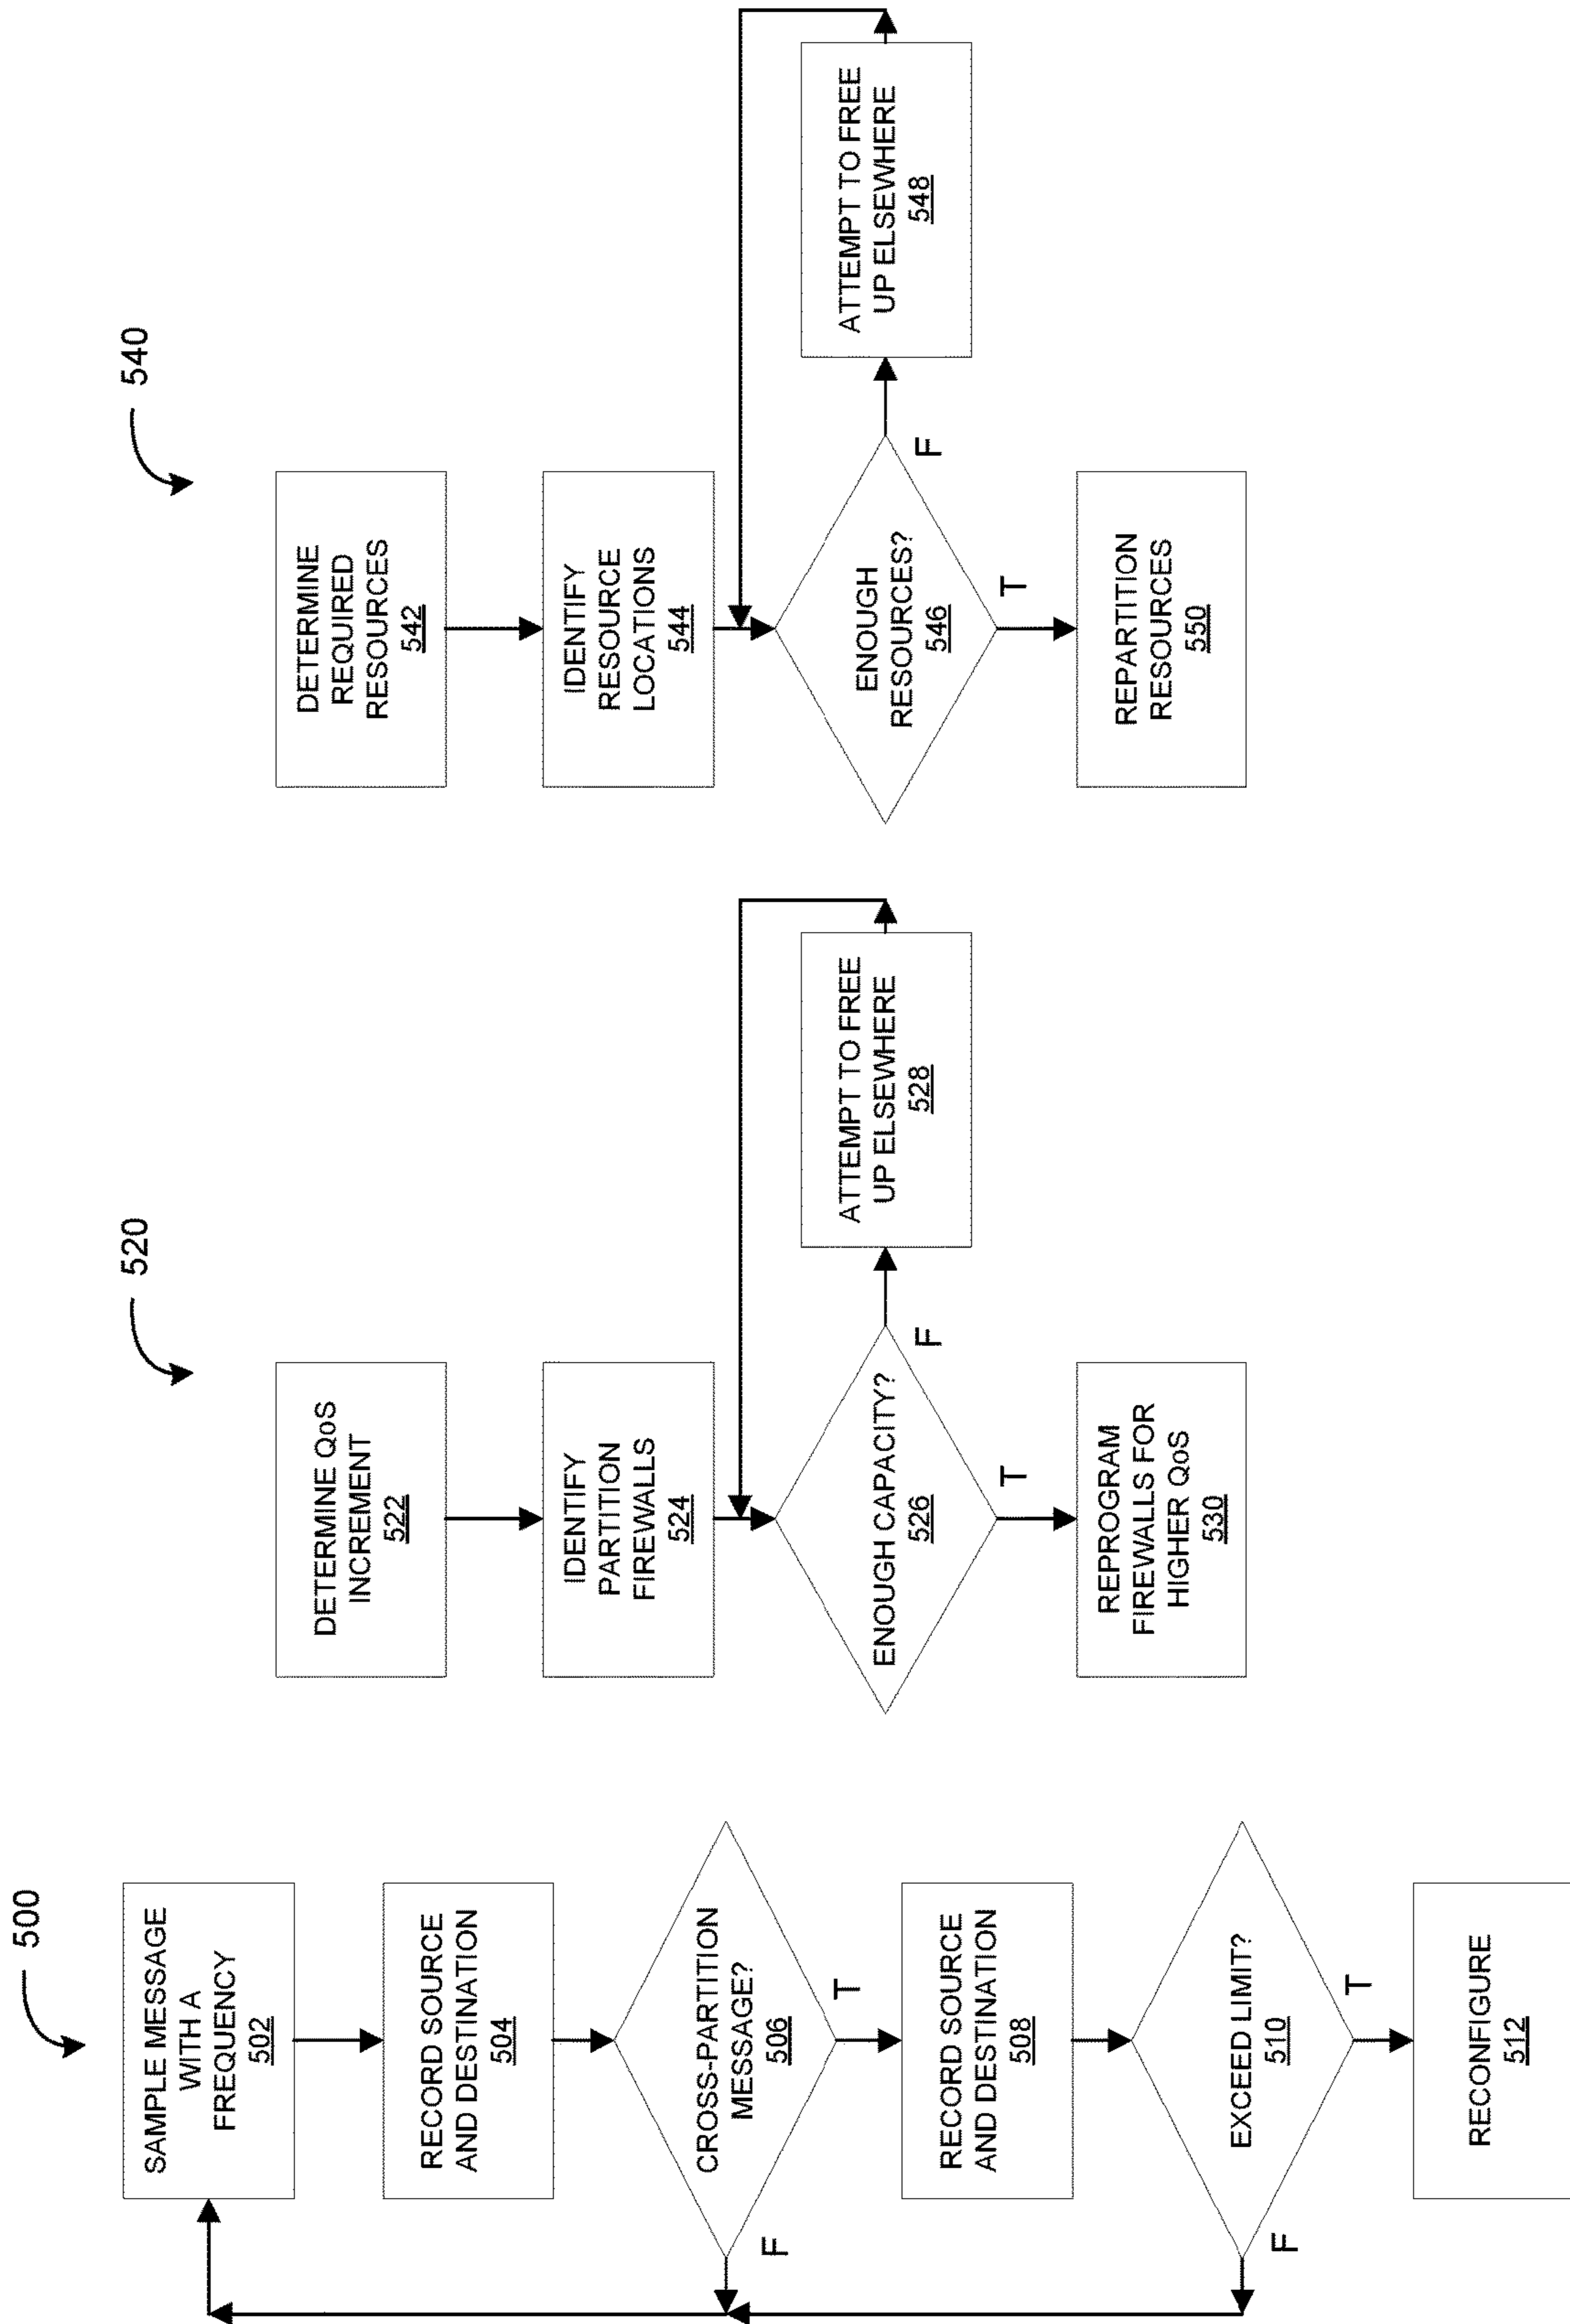 500
SAMPLE MESSAGE
WITH A
FREQUENCY
502
RECORD SOURCE
AND DESTINATION
504
CROSS-PARTITION
MESSAGE?
506
F
T
RECORD SOURCE
AND DESTINATION
508
EXCEED LIMIT?
510
F
T
RECONFIGURE
512
520
DETERMINE QoS
INCREMENT
522
IDENTIFY
PARTITION
FIREWALLS
524
ENOUGH CAPACITY?
526
F
T
ATTEMPT TO FREE
UP ELSEWHERE
528
REPROGRAM
FIREWALLS FOR
HIGHER QoS
530
540
DETERMINE
REQUIRED
RESOURCES
542
IDENTIFY
RESOURCE
LOCATIONS
544
ENOUGH
RESOURCES?
546
F
T
ATTEMPT TO FREE
UP ELSEWHERE
548
REPARTITION
RESOURCES
550